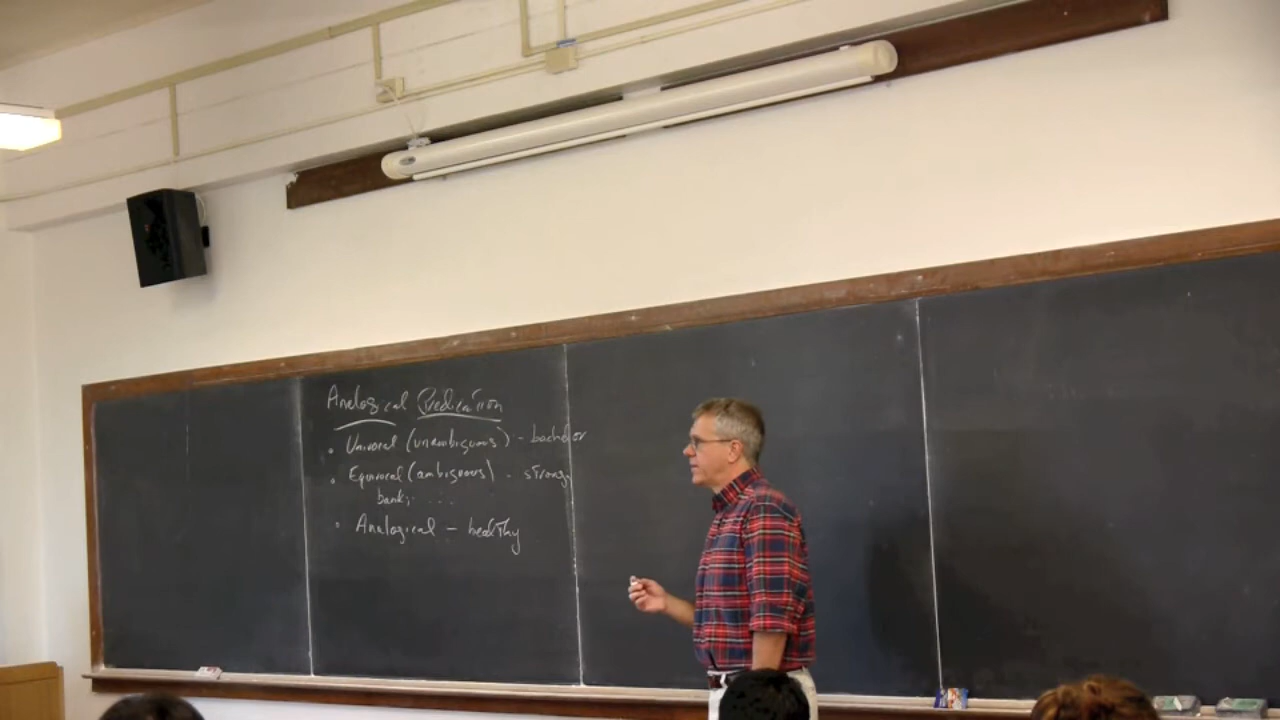 Analogical Predication
• Univocal (unambiguous) - bachelor
• Equivocal (ambiguous) - strong,
bank; . . .
• Analogical - healthy